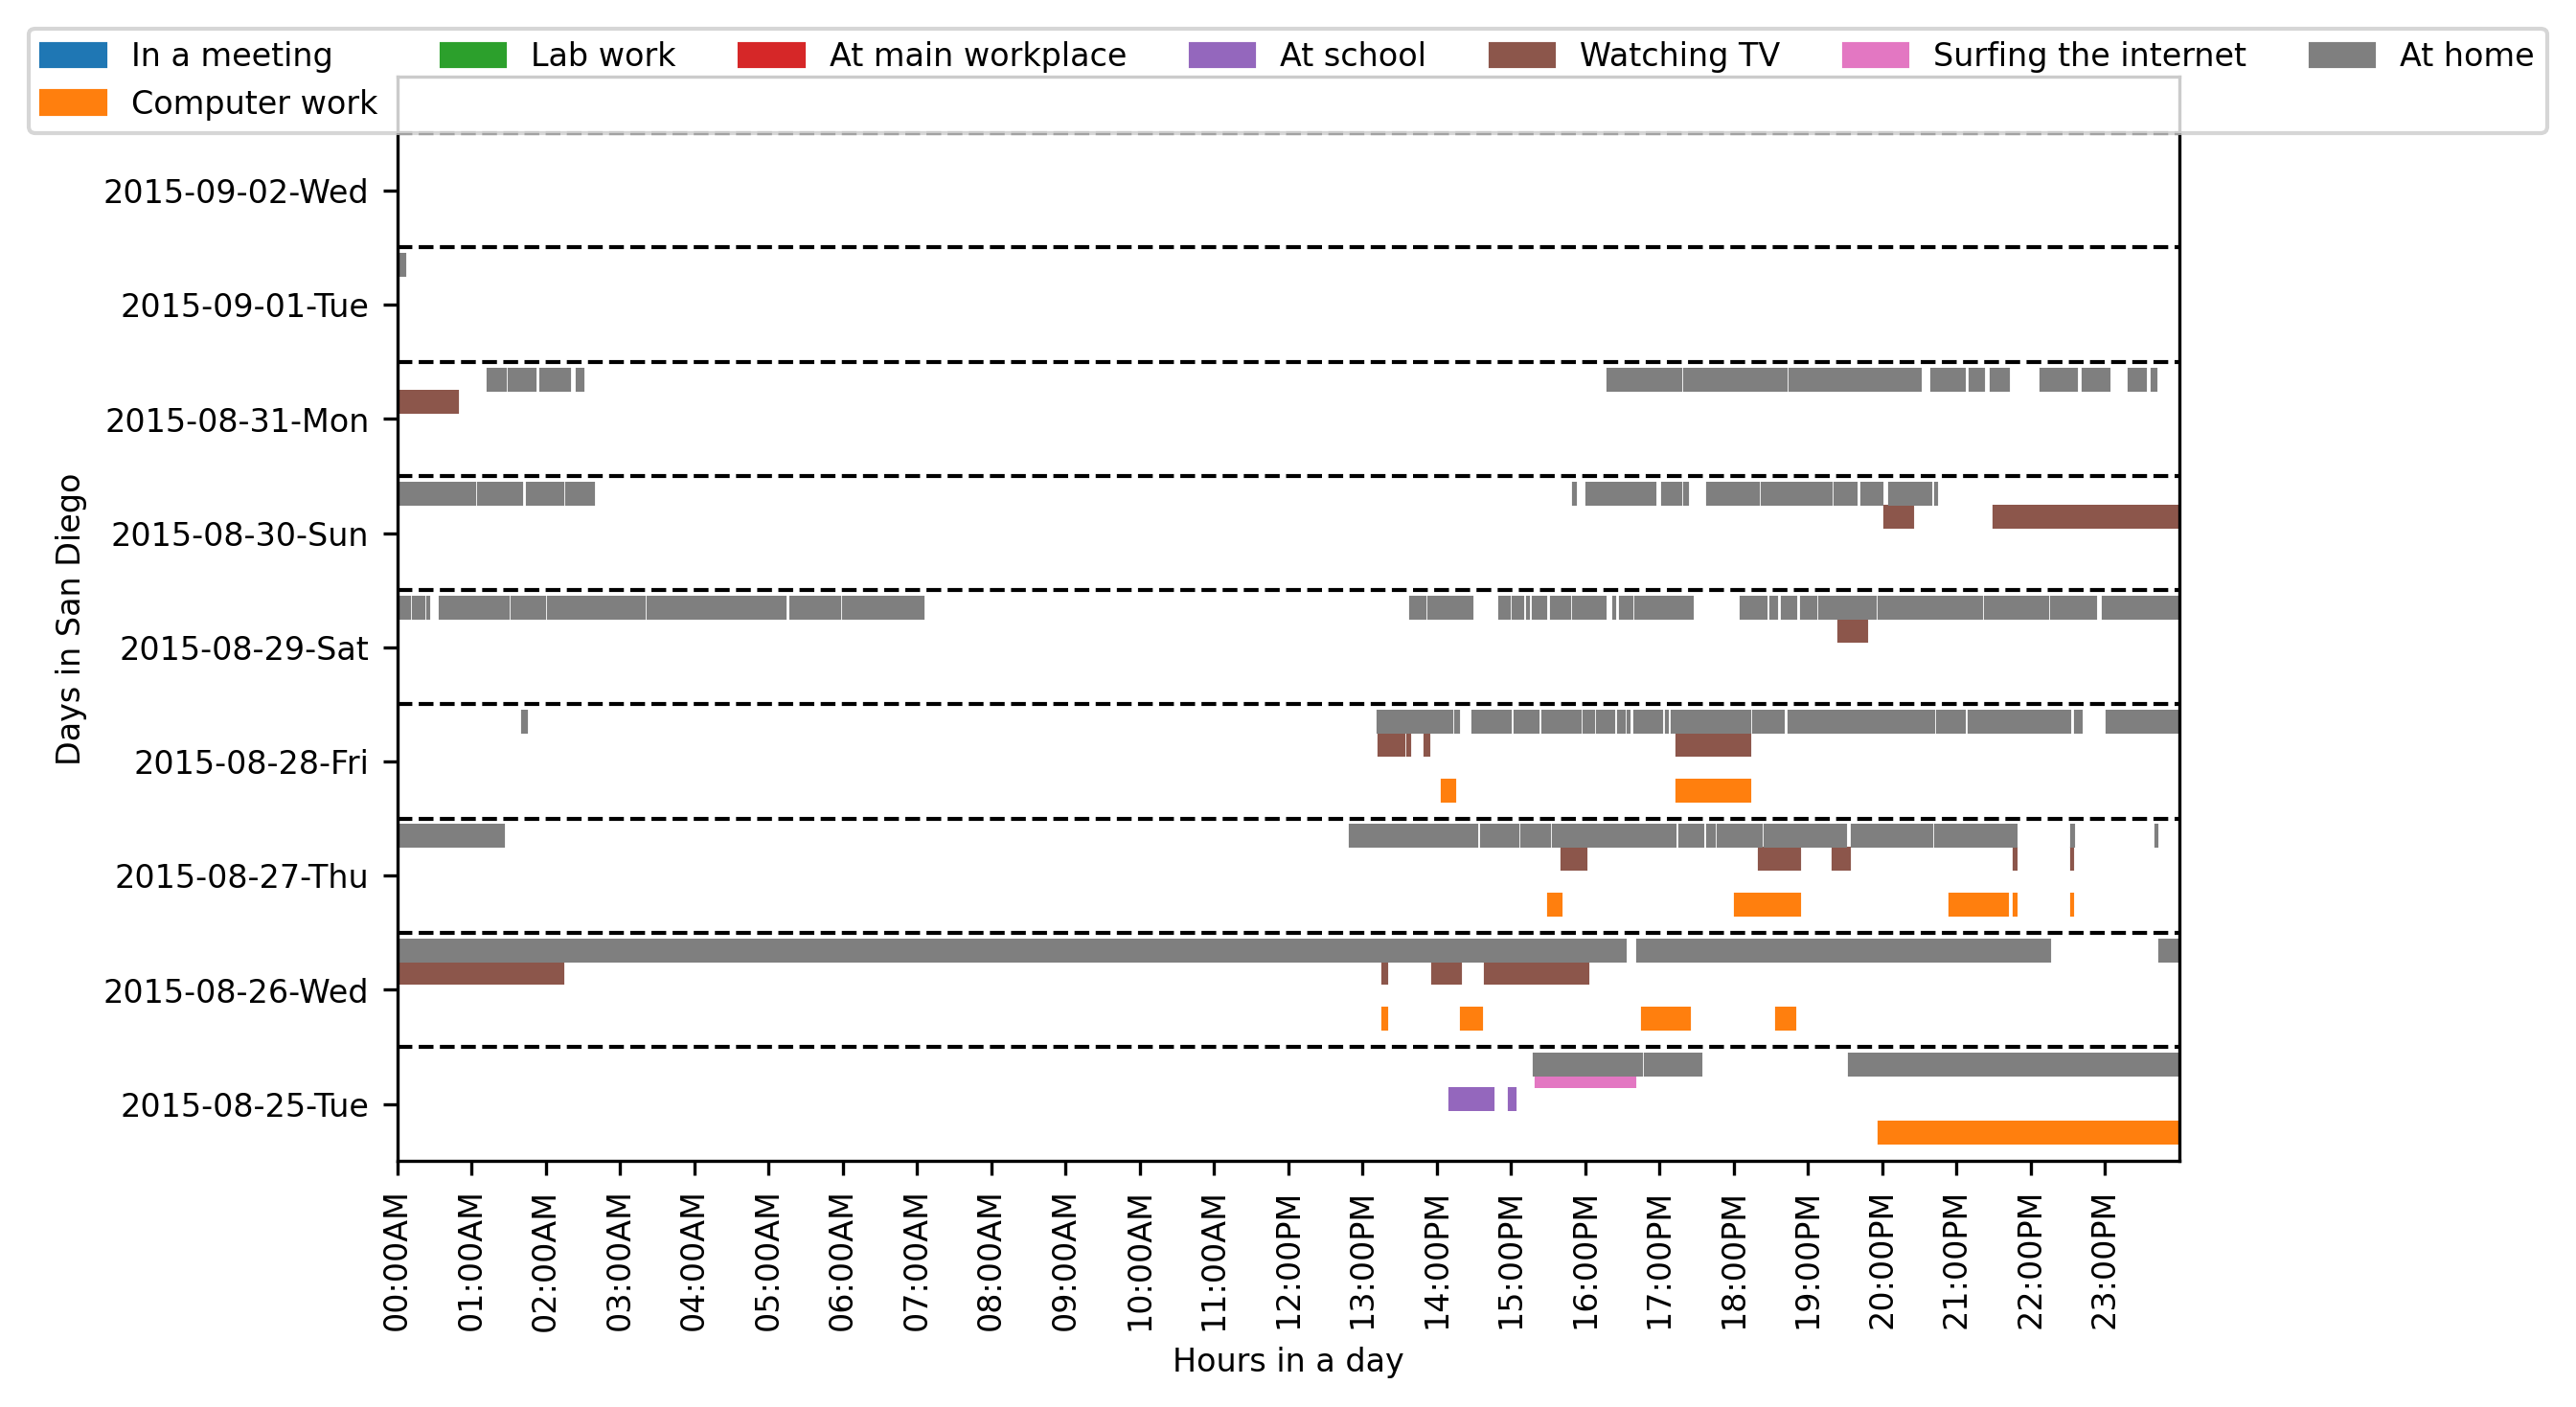 In a meeting Lab work At main workplace At school Watching TV Surfing the internet At home
Computer work
2015-09-02-Wed
2015-09-01-Tue
2015-08-31-Mon
2015-08-30-Sun
2015-08-29-Sat
2015-08-28-Fri
2015-08-27-Thu
2015-08-26-Wed
2015-08-25-Tue
Days in San Diego
00:00AM
01:00AM
02:00AM
03:00AM
04:00AM
05:00AM
06:00AM
07:00AM
08:00AM
09:00AM
10:00AM
11:00AM
12:00PM
13:00PM
14:00PM
15:00PM
16:00PM
17:00PM
18:00PM
19:00PM
20:00PM
21:00PM
22:00PM
23:00PM
Hours in a day